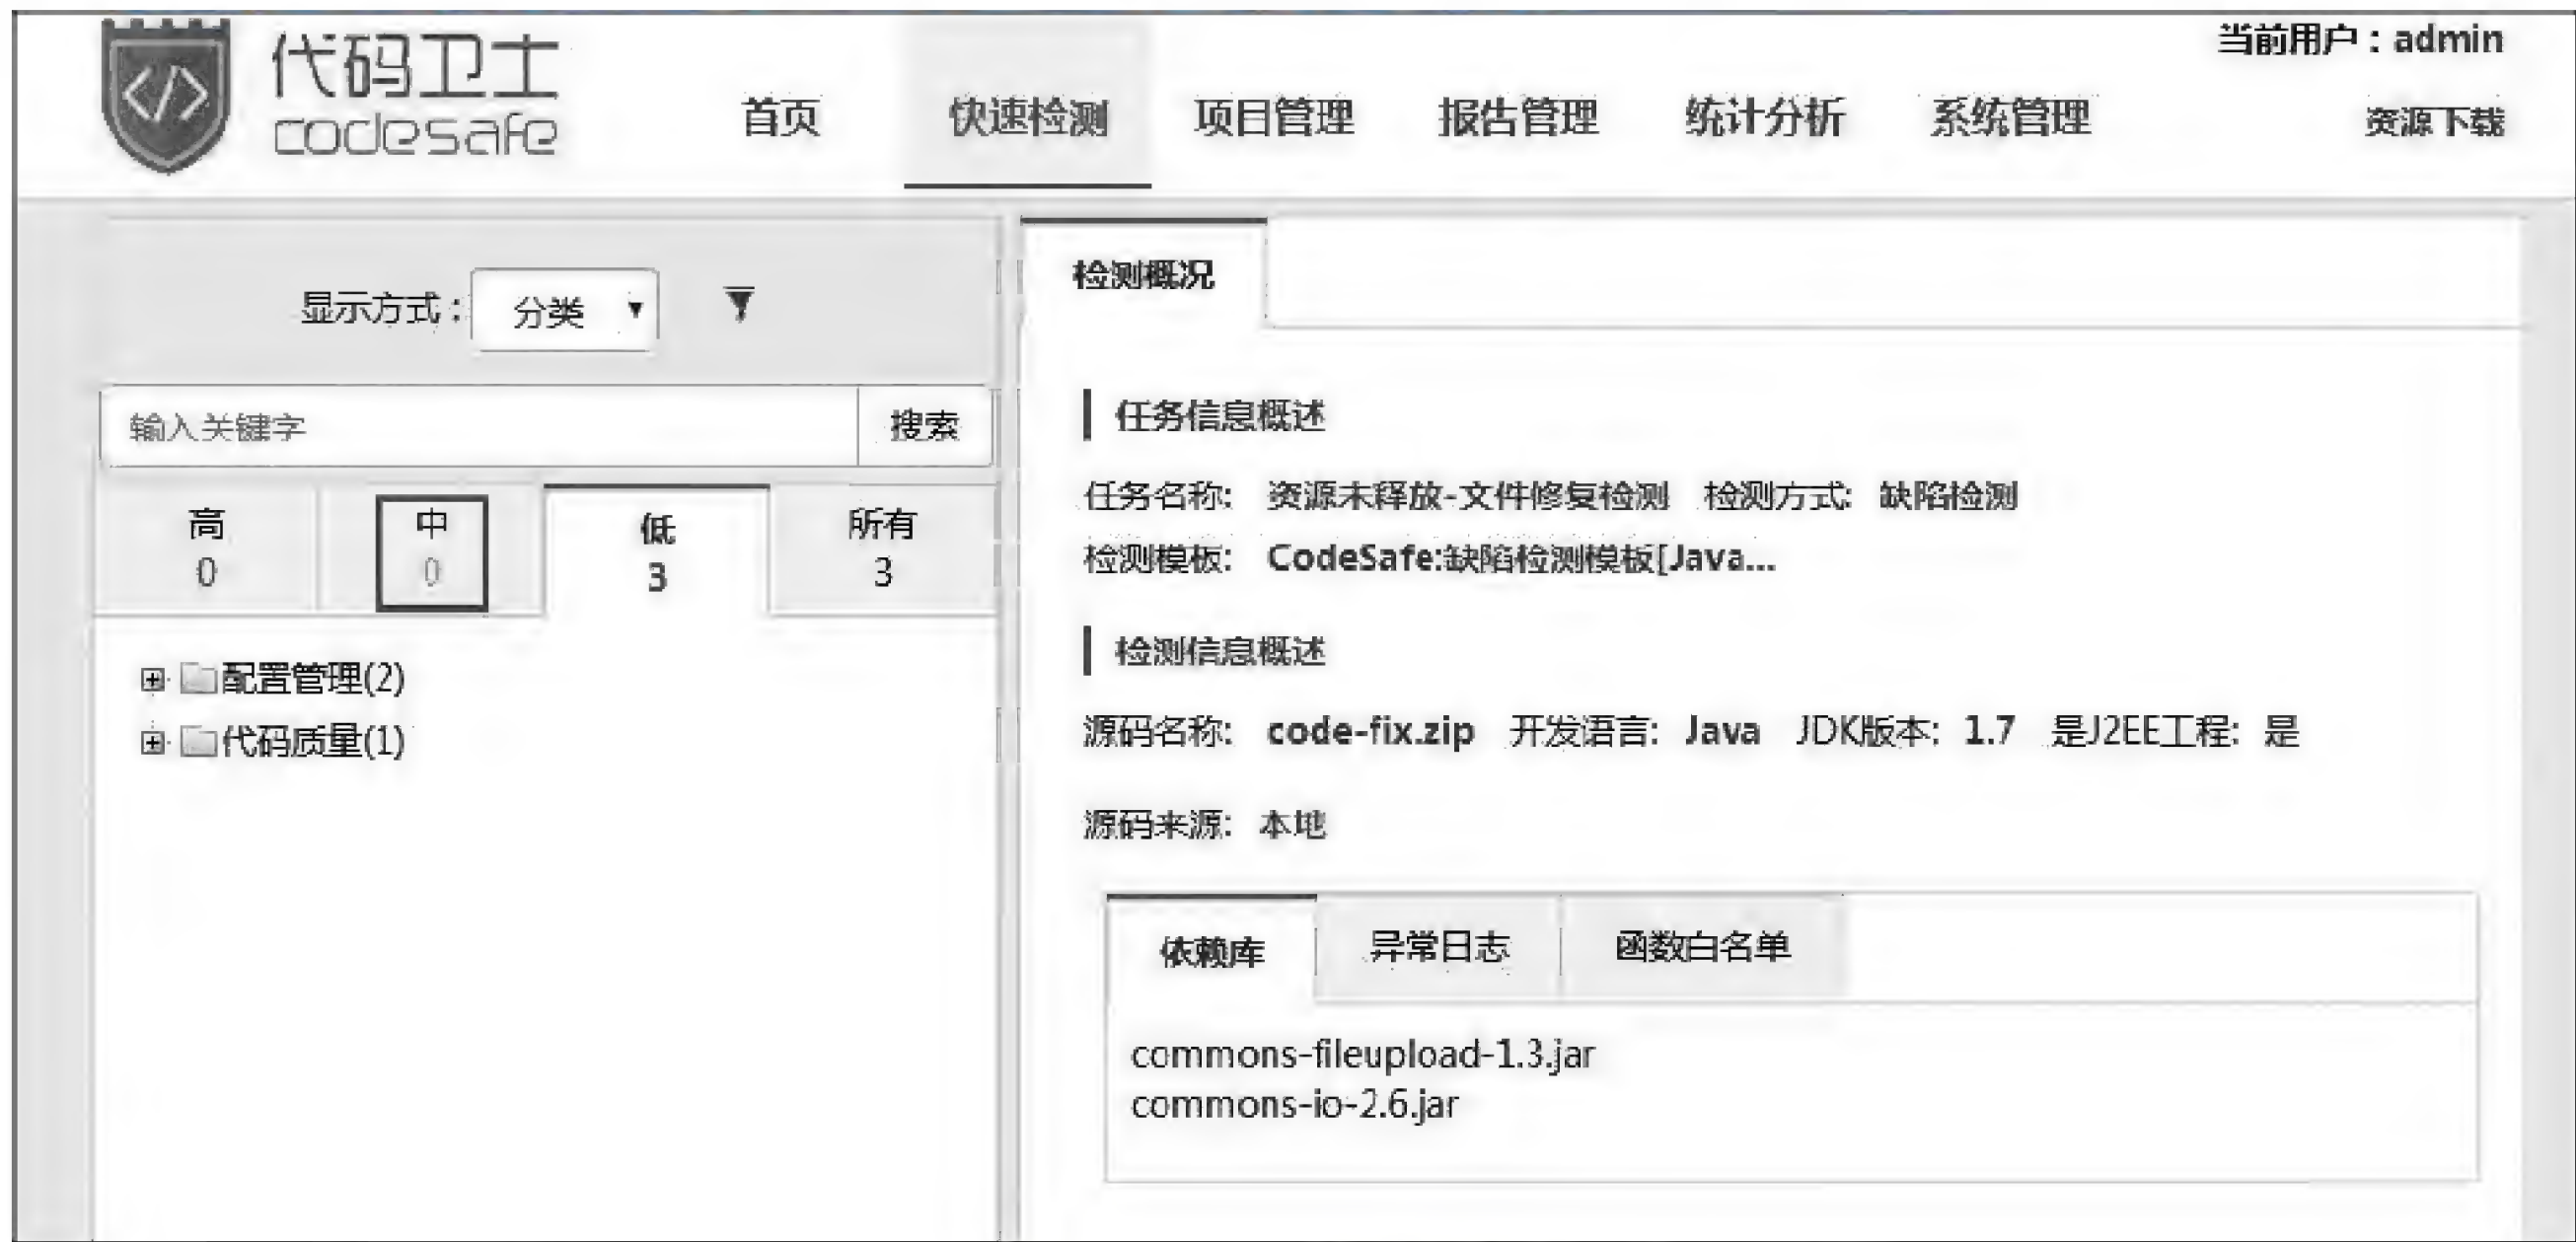 代码卫士
codesafe
当前用户：admin
首页 快速检测 项目管理 报告管理 统计分析 系统管理 资源下载
显示方式： 分类
输入关键字 搜索
高 中 低 所有
0 0 3 3
配置管理(2)
代码质量(1)
检测概况
任务信息概述
任务名称: 资源未释放-文件修复检测 检测方式: 缺陷检测
检测模板: CodeSafe:缺陷检测模板[Java...
检测信息概述
源码名称: code-fix.zip 开发语言: Java JDK版本: 1.7 是J2EE工程: 是
源码来源: 本地
依赖库 异常日志 函数白名单
commons-fileupload-1.3.jar
commons-io-2.6.jar